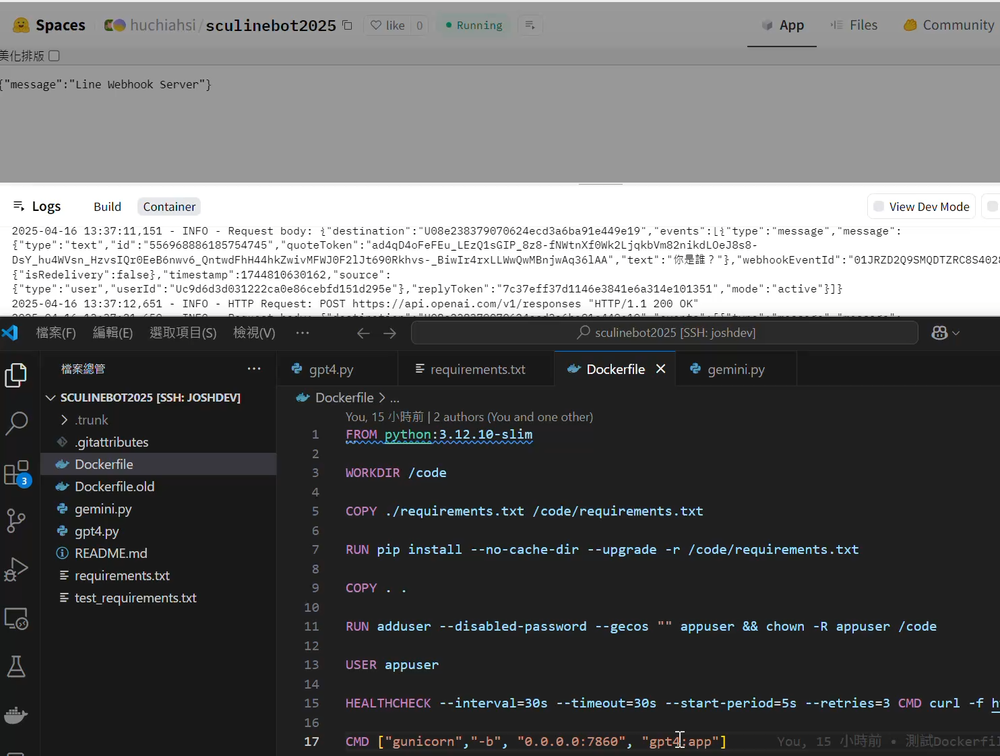 Spaces huchiahsi/sculinebot2025 like 0 Running App Files Community
美化排版
{"message":"Line Webhook Server"}
Logs Build Container View Dev Mode
2025-04-16 13:37:11,151 - INFO - Request body: {"destination":"U08e238379070624ecd3a6ba91e449e19","events":[{"type":"message","message":
{"type":"text","id":"556968886185754745","quoteToken":"ad4qD4oFeFEu_LEzQ1sGIP_8z8-fNWtnXf0Wk2LjqkbVm82nikdLOeJ8s8-
DsY_hu4WVsn_HzvsIQr0EeB6nwv6_QntwdFhH44hkZwivMFWJ0F2lJt690Rkhvs-_BiwIr4rxLLWwQwMBnjwAq36lAA","text":"你是誰？"},"webhookEventId":"01JRZD2Q9SMQDTZRC8S402
{"isRedelivery":false},"timestamp":1744810630162,"source":
{"type":"user","userId":"Uc9d6d3d031222ca0e86cebfd151d295e"},"replyToken":"7c37eff37d1146e3841e6a314e101351","mode":"active"}]}
2025-04-16 13:37:12,651 - INFO - HTTP Request: POST https://api.openai.com/v1/responses "HTTP/1.1 200 OK"
檔案(F) 編輯(E) 選取項目(S) 檢視(V) ··· sculinebot2025 [SSH: joshdev]
檔案總管 ···
gpt4.py requirements.txt Dockerfile gemini.py
SCULINEBOT2025 [SSH: JOSHDEV]
.trunk
.gitattributes
Dockerfile
Dockerfile.old
gemini.py
gpt4.py
README.md
requirements.txt
test_requirements.txt
3
Dockerfile > ...
You, 15 小時前 | 2 authors (You and one other)
1 FROM python:3.12.10-slim
2
3 WORKDIR /code
4
5 COPY ./requirements.txt /code/requirements.txt
6
7 RUN pip install --no-cache-dir --upgrade -r /code/requirements.txt
8
9 COPY . .
10
11 RUN adduser --disabled-password --gecos "" appuser && chown -R appuser /code
12
13 USER appuser
14
15 HEALTHCHECK --interval=30s --timeout=30s --start-period=5s --retries=3 CMD curl -f
16
17 CMD ["gunicorn","-b", "0.0.0.0:7860", "gpt4:app"] You, 15 小時前 • 測試Dockerfil